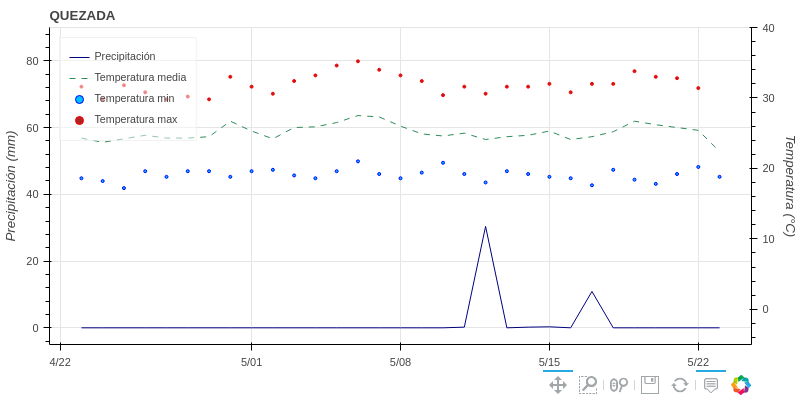 QUEZADA
Precipitación
Temperatura media
Temperatura min
Temperatura max
80
60
40
20
0
Precipitación (mm)
40
30
20
10
0
Temperatura (°C)
4/22
5/01
5/08
5/15
5/22